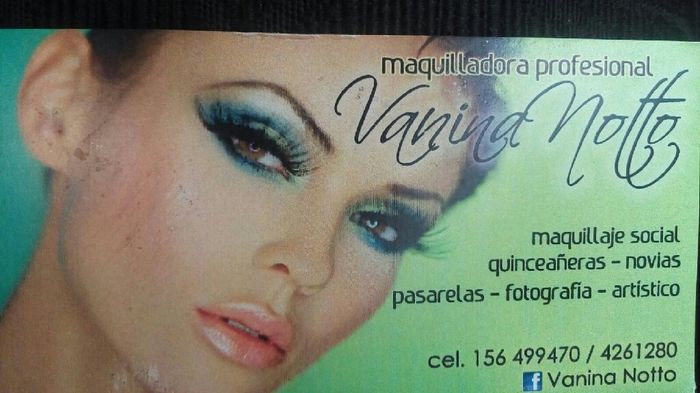 maquilladora profesional
Vanina Notto
maquillaje social
quinceañeras - novias
pasarelas - fotografía - artístico
cel. 156 499470 / 4261280
f Vanina Notto